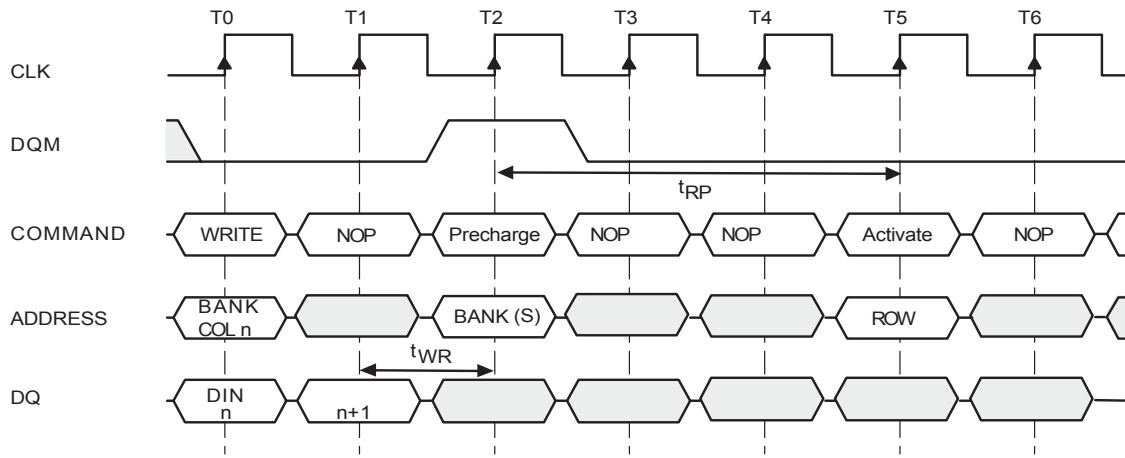 T0 T1 T2 T3 T4 T5 T6
CLK
DQM
tRP
COMMAND WRITE NOP Precharge NOP NOP Activate NOP
ADDRESS BANK COL n BANK (S) ROW
tWR
DQ DIN n n+1